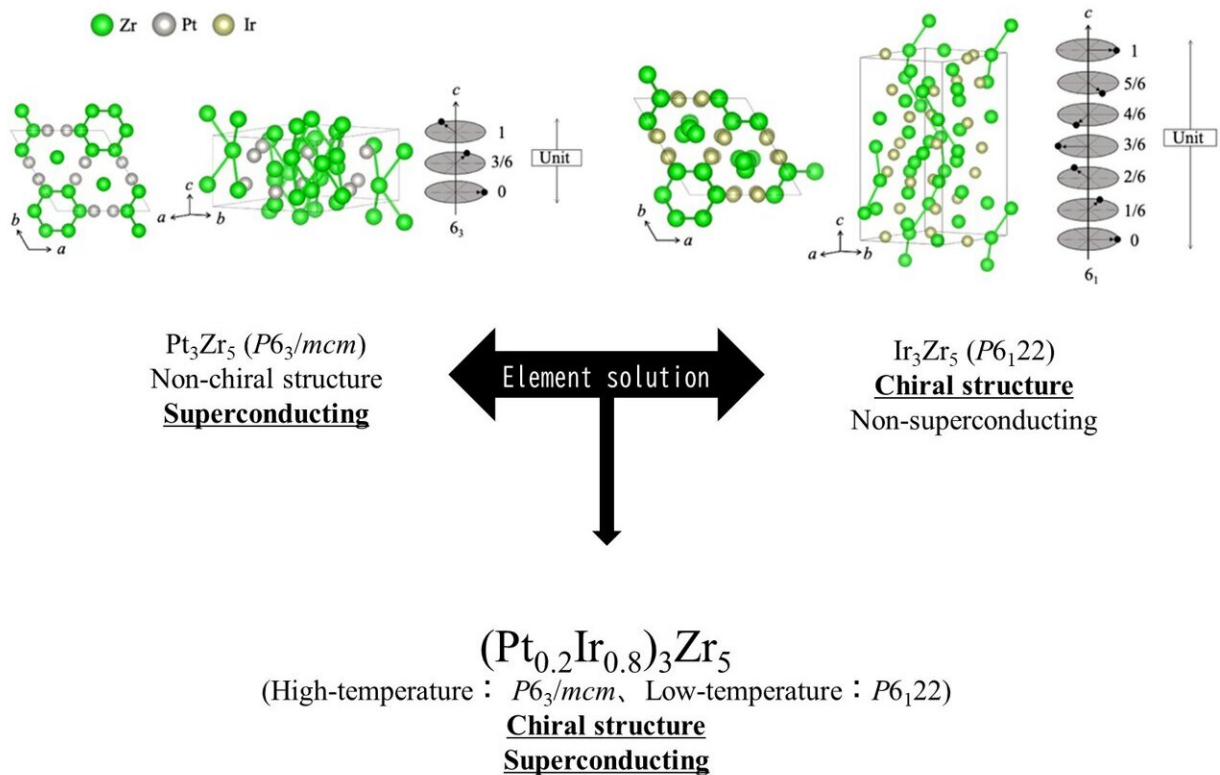 Zr Pt Ir
c
1
3/6
0
6₃
Unit
b
a
c
a b
c
1
5/6
4/6
3/6
2/6
1/6
0
6₁
Unit
b
a
c
a b
Pt₃Zr₅ (P6₃/mcm)
Non-chiral structure
Superconducting
Element solution
Ir₃Zr₅ (P6₁22)
Chiral structure
Non-superconducting
(Pt₀.₂Ir₀.₈)₃Zr₅
(High-temperature： P6₃/mcm、Low-temperature：P6₁22)
Chiral structure
Superconducting